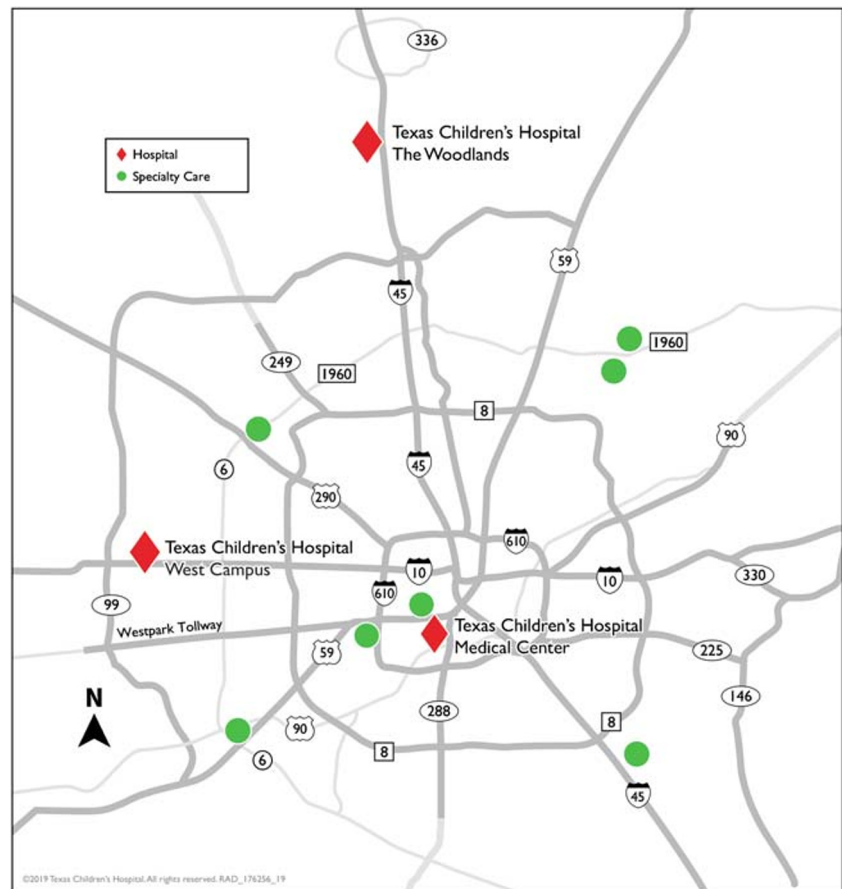 336
Texas Children's Hospital
The Woodlands
Hospital
Specialty Care
59
45
1960
249
1960
8
90
45
6
290
610
Texas Children's Hospital
West Campus
10
610
10
330
99
Westpark Tollway
Texas Children's Hospital
Medical Center
59
225
N
146
288
90
8
8
6
45
©2019 Texas Children's Hospital. All rights reserved. RAD_176256_19